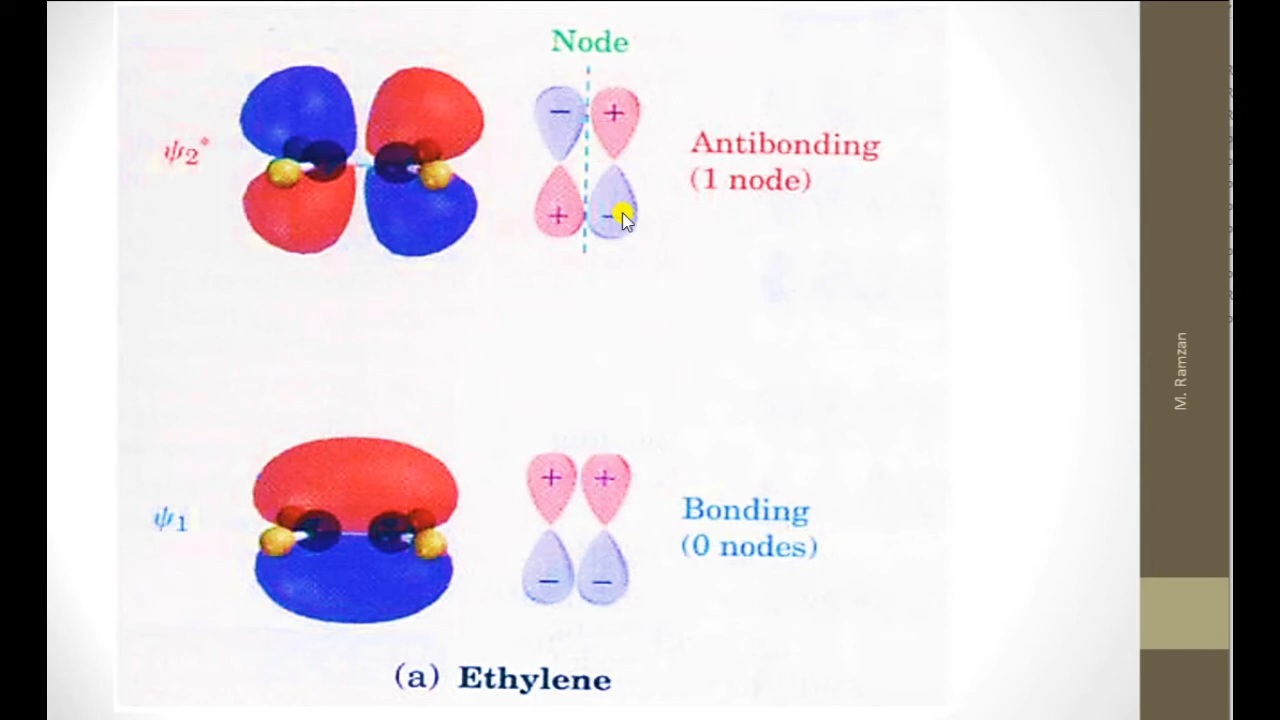 Node
ψ2*
− +
+ −
Antibonding
(1 node)
ψ1
+ +
− −
Bonding
(0 nodes)
(a) Ethylene
M. Ramzan